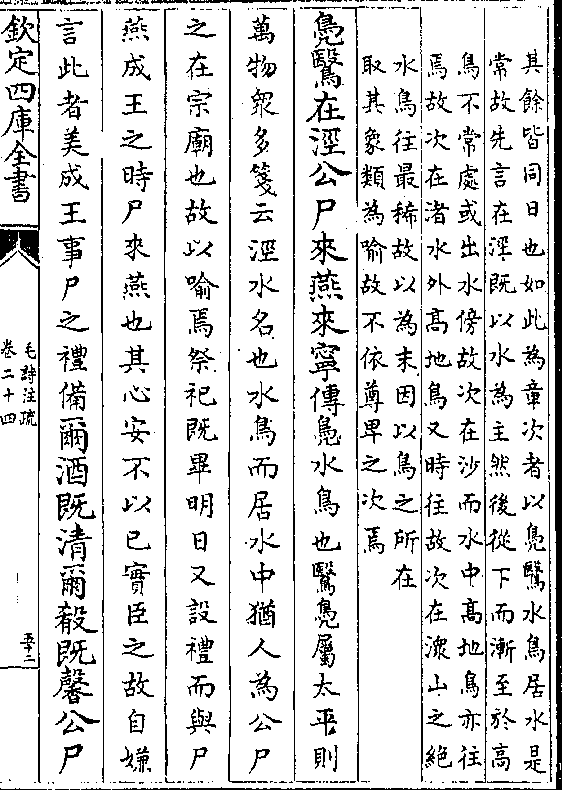 其餘皆同日也如此為章次者以鳧鷖水鳥居水是
常故先言在涇既以水為主然後從下而漸至於高
鳥不常處或出水傍故次在沙而水中高地鳥亦往
焉故次在渚水外高地鳥又時往故次在潨山之絶
水鳥往最稀故以為末因以鳥之所在
取其象類為喻故不依尊卑之次焉
鳧鷖在涇公尸來燕來寧傳鳧水鳥也鷖鳧屬太平則
萬物衆多箋云涇水名也水鳥而居水中猶人為公尸
之在宗廟也故以喻焉祭祀既畢明日又設禮而與尸
燕成王之時尸來燕也其心安不以已實臣之故自嫌
言此者美成王事尸之禮備爾酒既清爾殽既馨公尸
欽定四庫全書
毛詩注疏
卷二十四
五十二